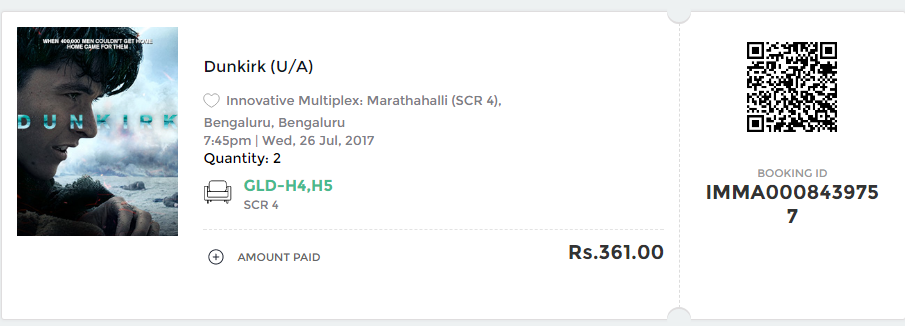 WHEN 400,000 MEN COULDN'T GET HOME
HOME CAME FOR THEM
DUNKIRK
Dunkirk (U/A)
Innovative Multiplex: Marathahalli (SCR 4),
Bengaluru, Bengaluru
7:45pm | Wed, 26 Jul, 2017
Quantity: 2
GLD-H4,H5
SCR 4
AMOUNT PAID
Rs.361.00
BOOKING ID
IMMA000843975
7